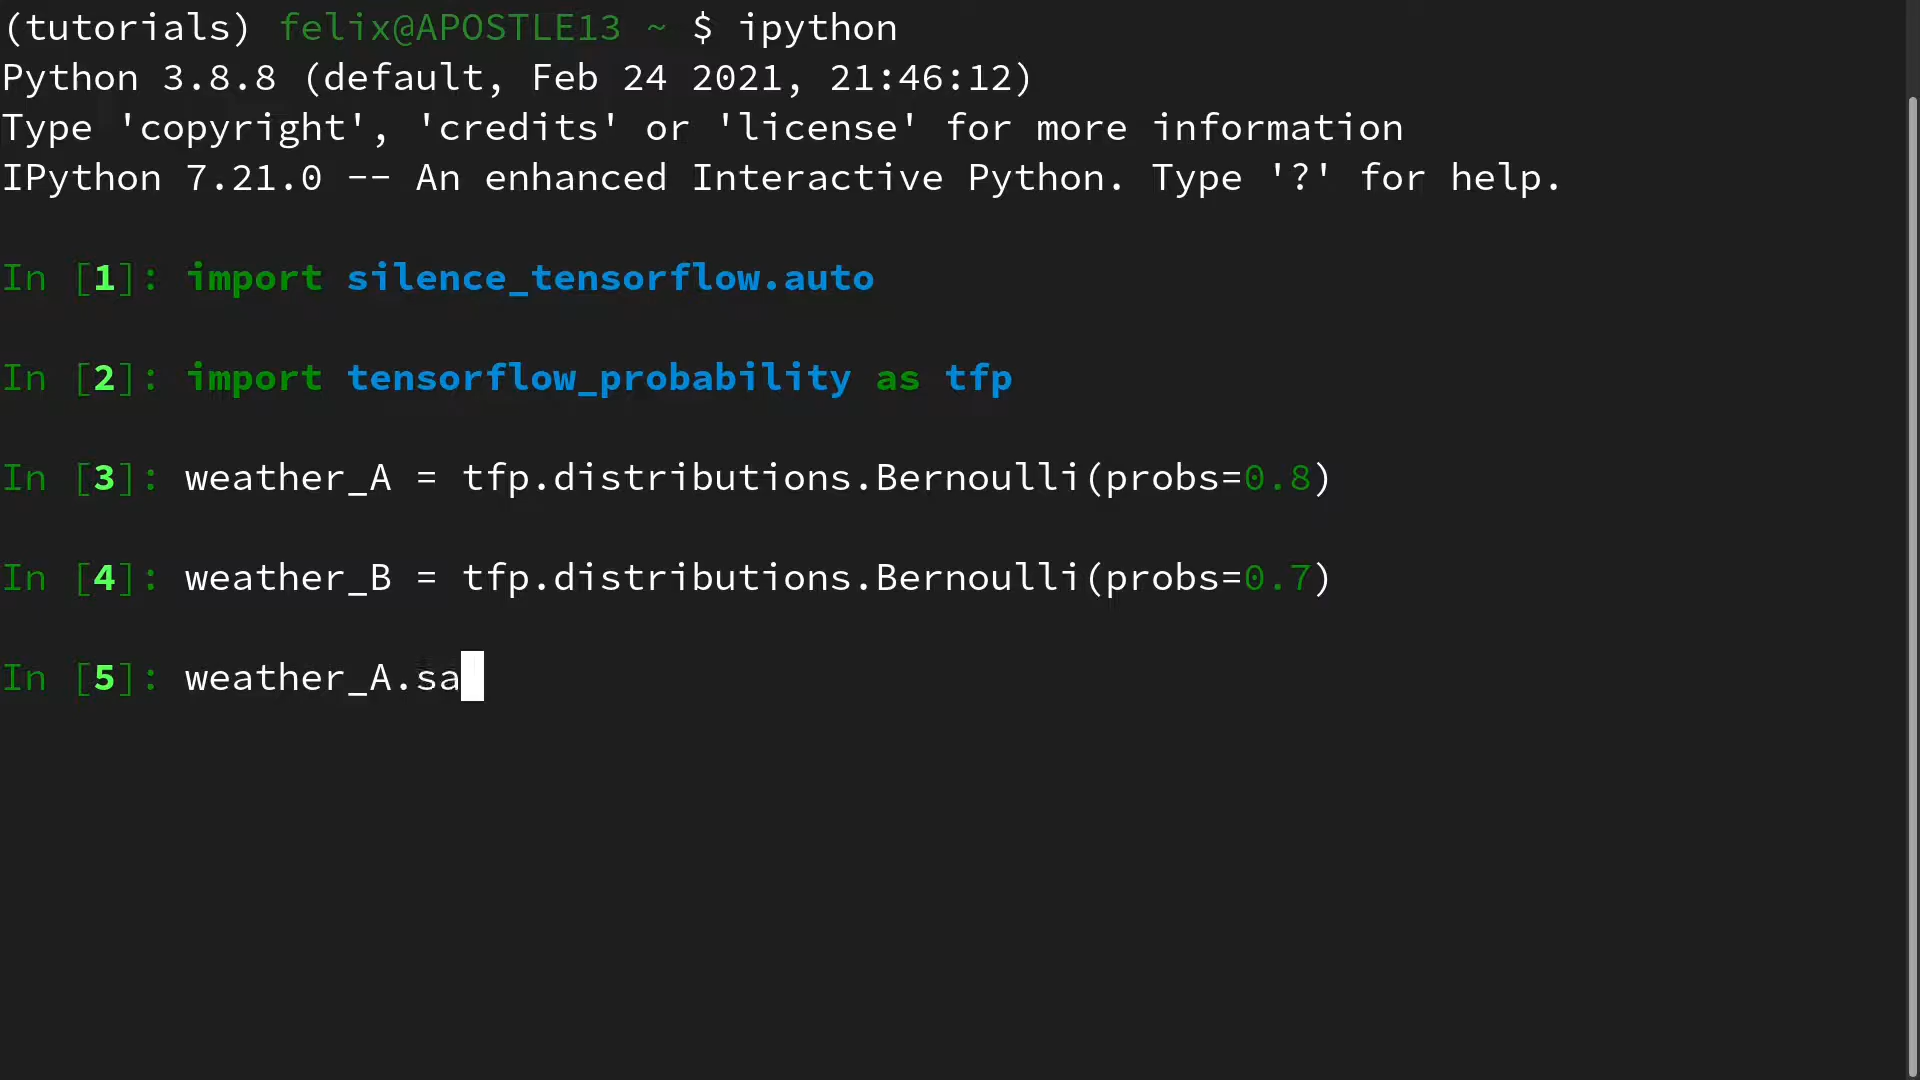 (tutorials) felix@APOSTLE13 ~ $ ipython
Python 3.8.8 (default, Feb 24 2021, 21:46:12)
Type 'copyright', 'credits' or 'license' for more information
IPython 7.21.0 -- An enhanced Interactive Python. Type '?' for help.
In [1]: import silence_tensorflow.auto
In [2]: import tensorflow_probability as tfp
In [3]: weather_A = tfp.distributions.Bernoulli(probs=0.8)
In [4]: weather_B = tfp.distributions.Bernoulli(probs=0.7)
In [5]: weather_A.sa